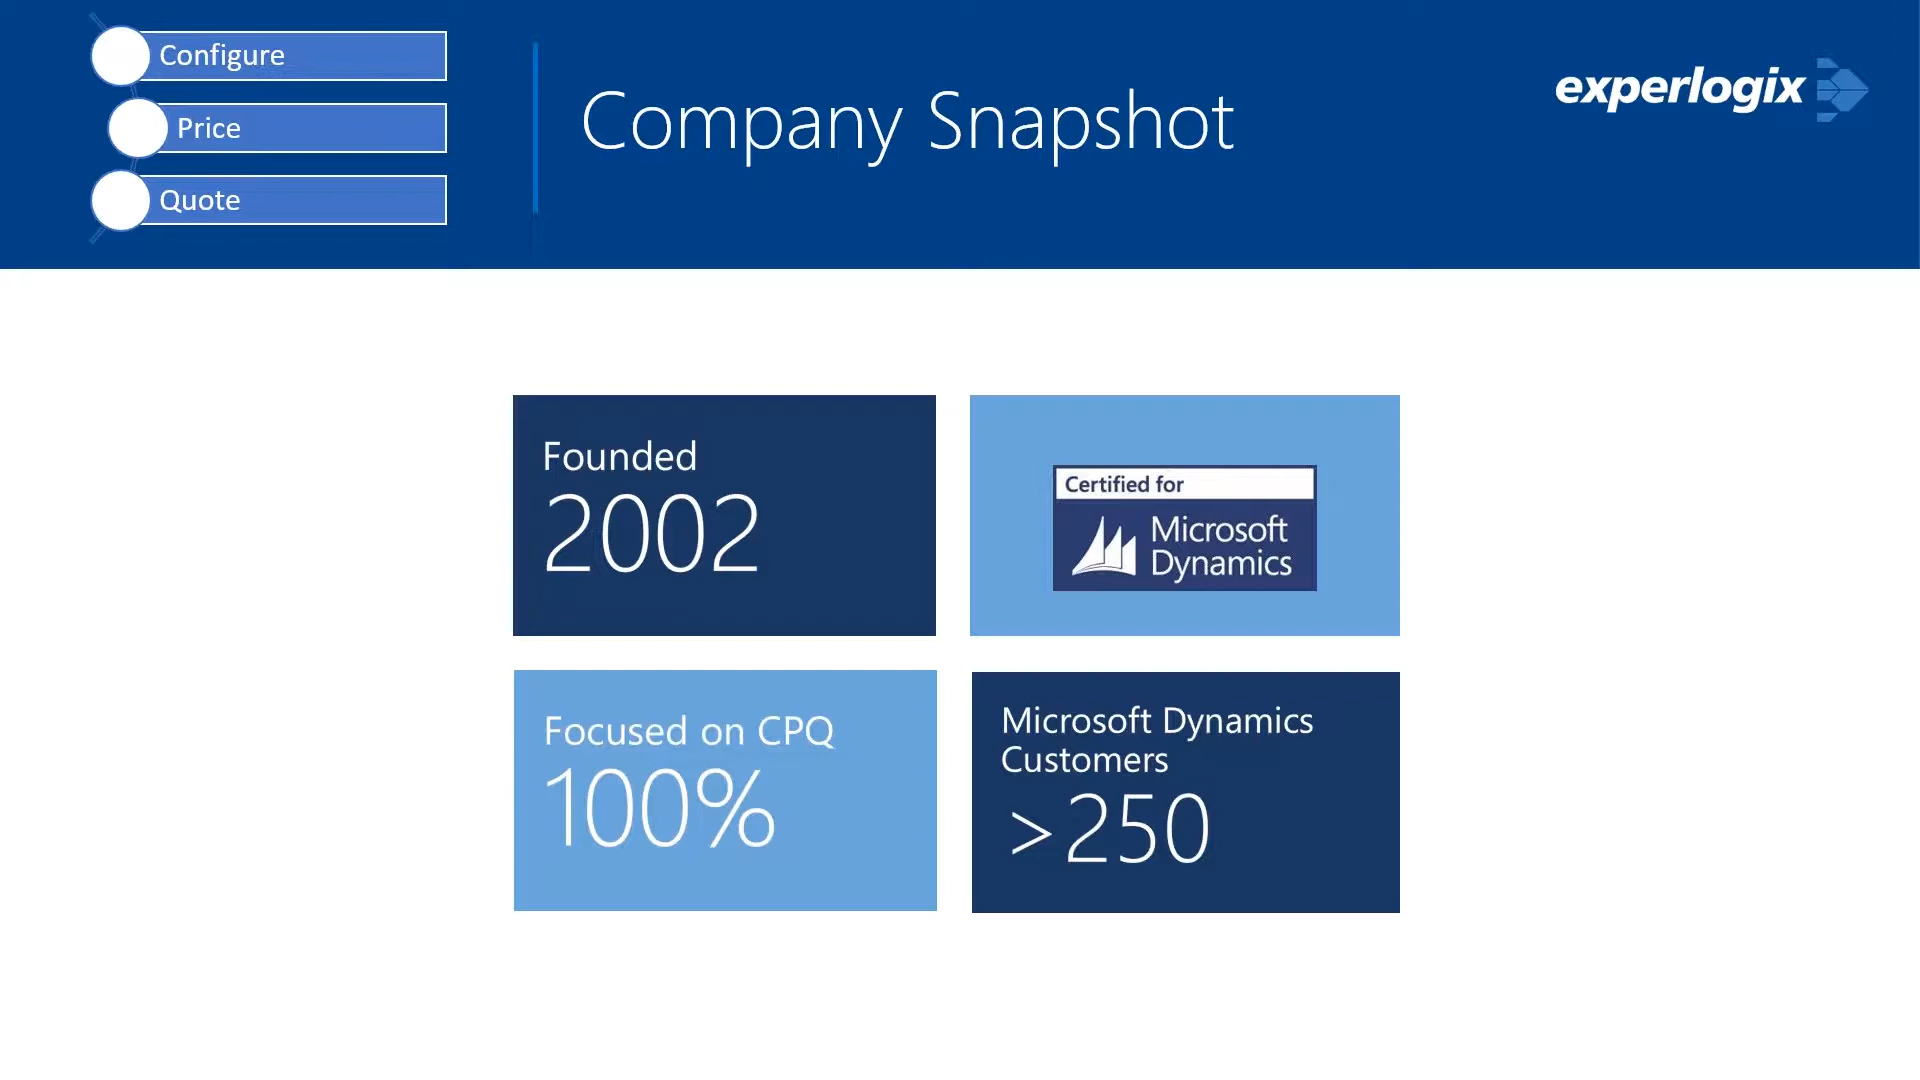 Configure
Price
Quote
Company Snapshot
experlogix
Founded
2002
Certified for
Microsoft
Dynamics
Focused on CPQ
100%
Microsoft Dynamics
Customers
>250